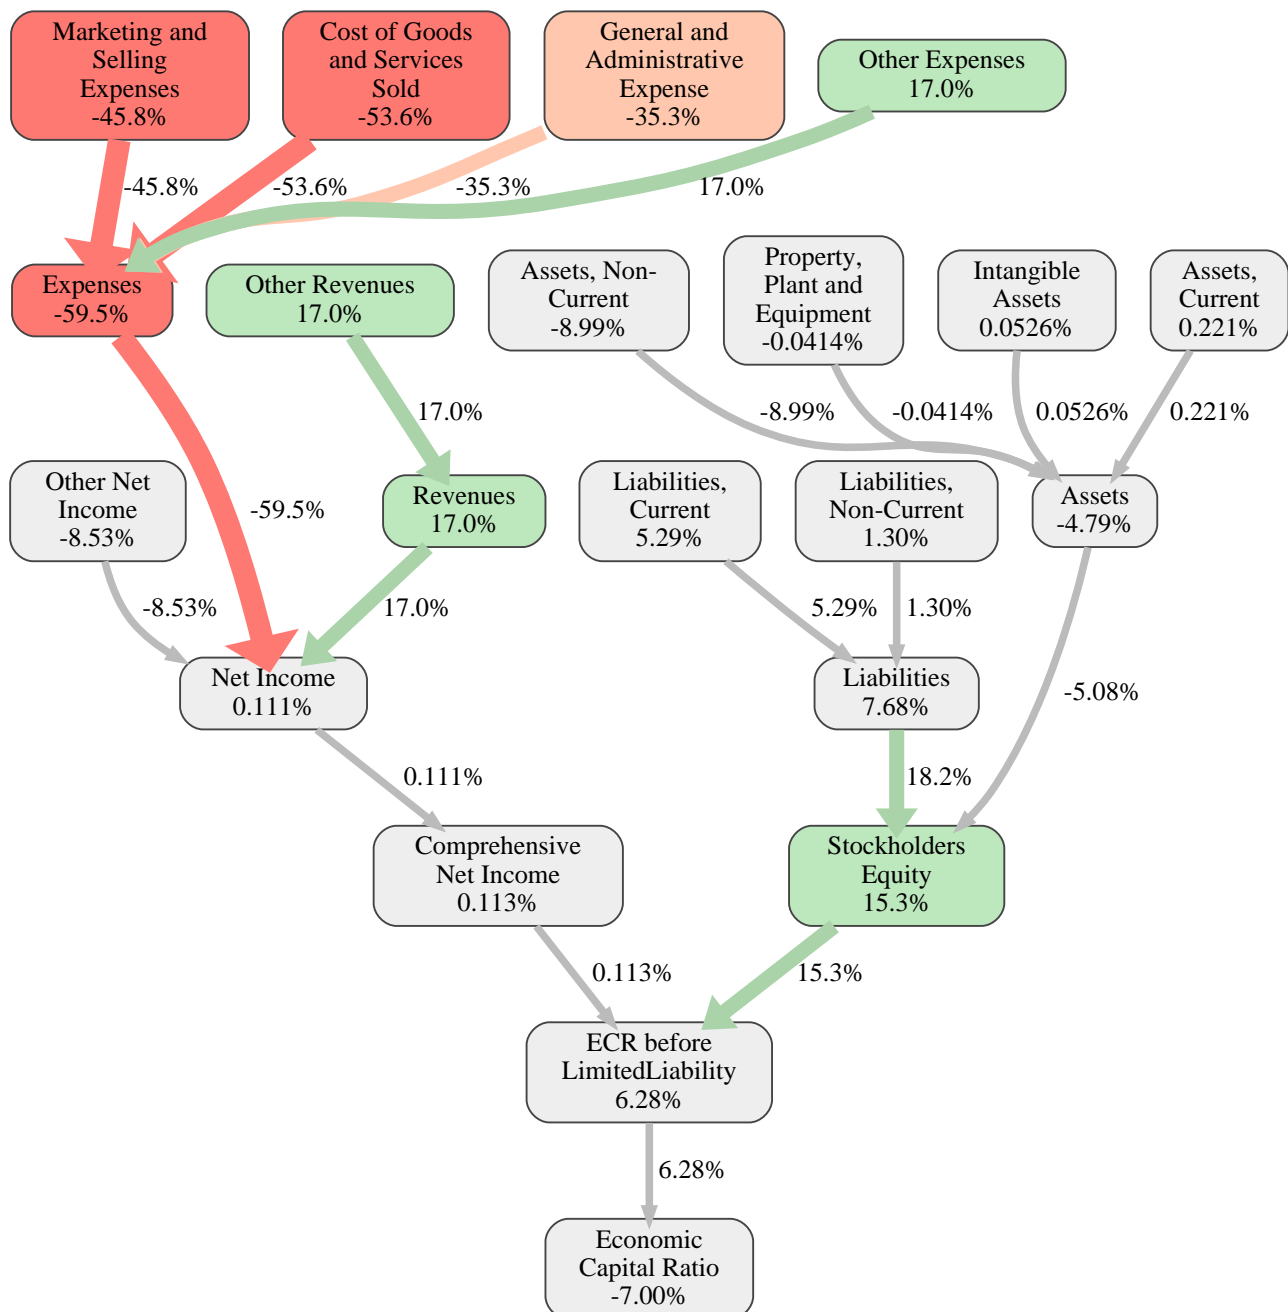 Marketing and
Selling
Expenses
-45.8%
Cost of Goods
and Services
Sold
-53.6%
General and
Administrative
Expense
-35.3%
Other Expenses
17.0%
-45.8%
-53.6%
-35.3%
17.0%
Expenses
-59.5%
Other Revenues
17.0%
Assets, Non-
Current
-8.99%
Property,
Plant and
Equipment
-0.0414%
Intangible
Assets
0.0526%
Assets,
Current
0.221%
17.0%
-8.99%
-0.0414%
0.0526%
0.221%
Other Net
Income
-8.53%
-59.5%
Revenues
17.0%
Liabilities,
Current
5.29%
Liabilities,
Non-Current
1.30%
Assets
-4.79%
-8.53%
17.0%
5.29%
1.30%
Net Income
0.111%
Liabilities
7.68%
-5.08%
0.111%
18.2%
Comprehensive
Net Income
0.113%
Stockholders
Equity
15.3%
0.113%
15.3%
ECR before
LimitedLiability
6.28%
6.28%
Economic
Capital Ratio
-7.00%